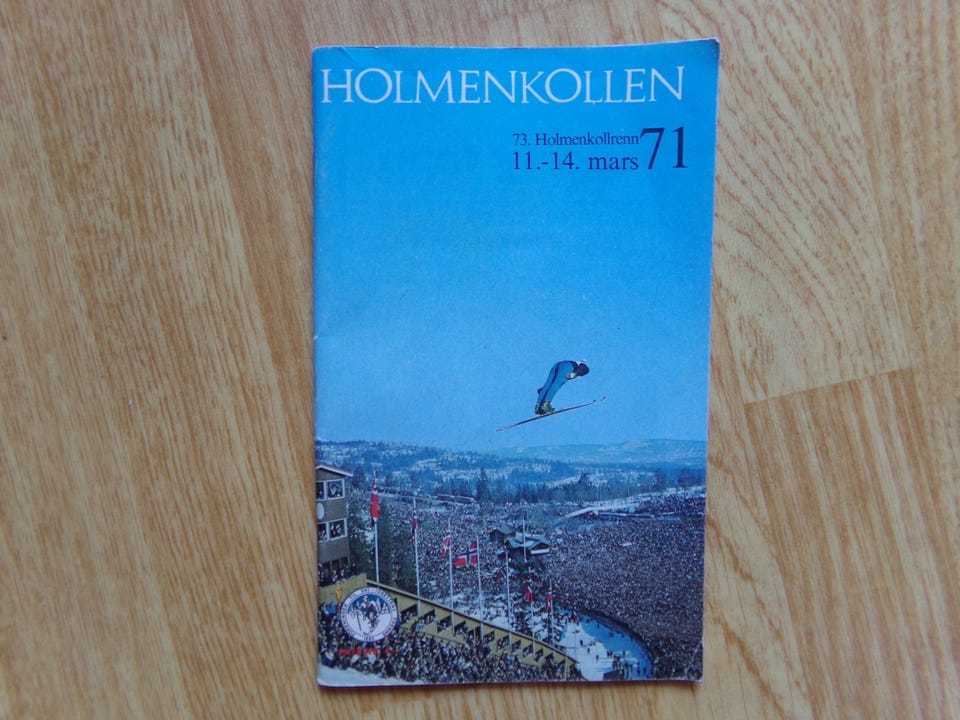 HOLMENKOLLEN
73. Holmenkollrenn
11.-14. mars 71